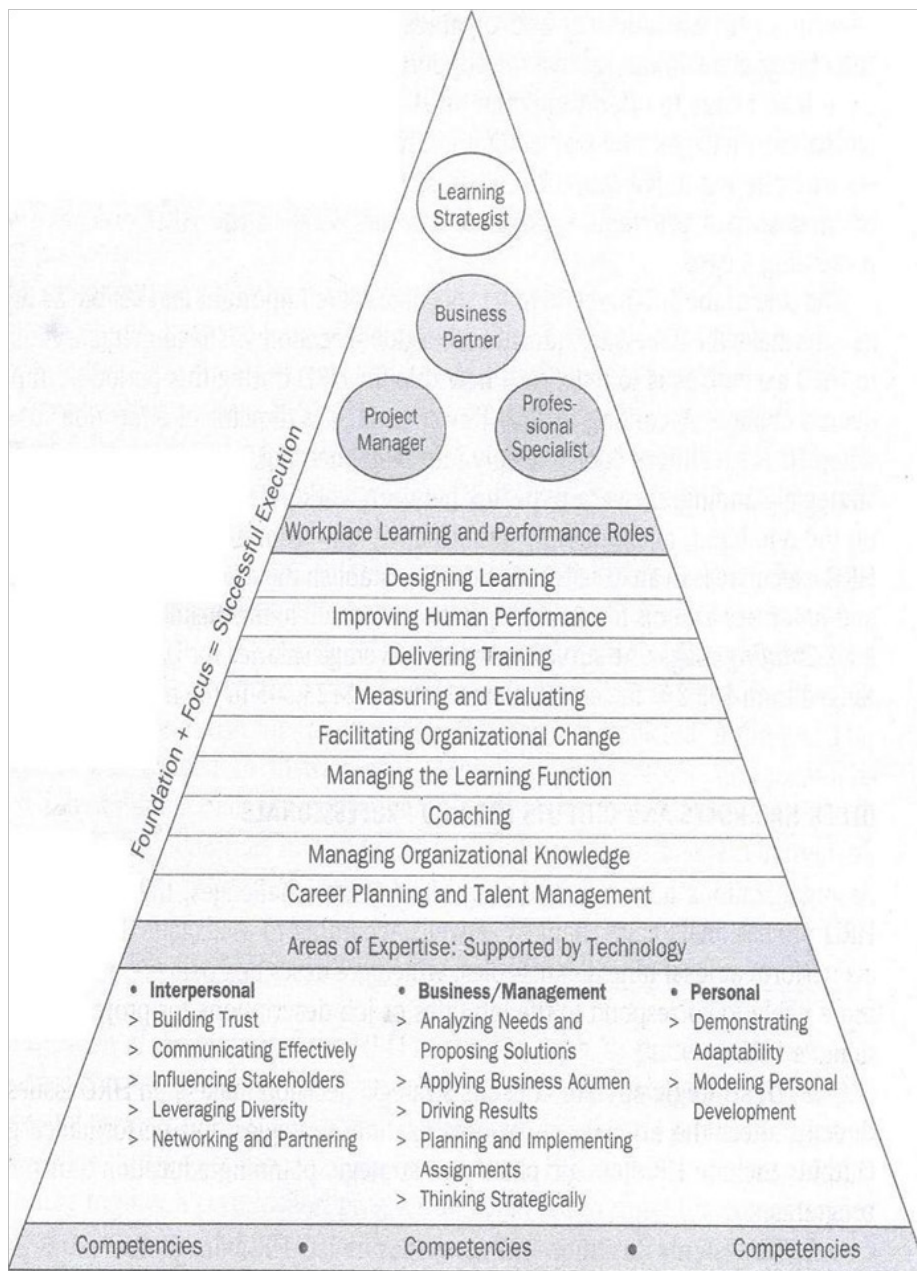 Learning
Strategist
Business
Partner
Project
Manager
Profes-
sional
Specialist
Foundation + Focus = Successful Execution
Workplace Learning and Performance Roles
Designing Learning
Improving Human Performance
Delivering Training
Measuring and Evaluating
Facilitating Organizational Change
Managing the Learning Function
Coaching
Managing Organizational Knowledge
Career Planning and Talent Management
Areas of Expertise: Supported by Technology
• Interpersonal
> Building Trust
> Communicating Effectively
> Influencing Stakeholders
> Leveraging Diversity
> Networking and Partnering
• Business/Management
> Analyzing Needs and
Proposing Solutions
> Applying Business Acumen
> Driving Results
> Planning and Implementing
Assignments
> Thinking Strategically
• Personal
> Demonstrating
Adaptability
> Modeling Personal
Development
Competencies • Competencies • Competencies